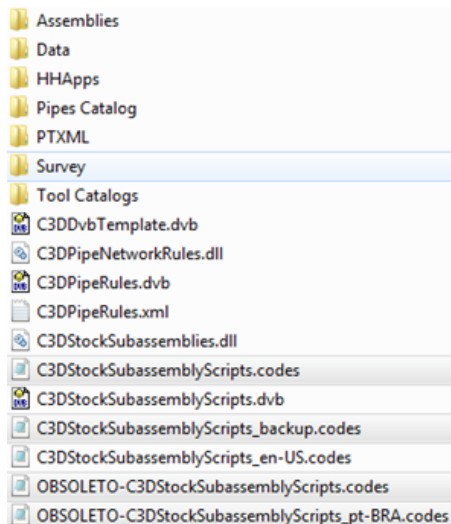 Assemblies
Data
HHApps
Pipes Catalog
PTXML
Survey
Tool Catalogs
C3DDvbTemplate.dvb
C3DPipeNetworkRules.dll
C3DPipeRules.dvb
C3DPipeRules.xml
C3DStockSubassemblies.dll
C3DStockSubassemblyScripts.codes
C3DStockSubassemblyScripts.dvb
C3DStockSubassemblyScripts_backup.codes
C3DStockSubassemblyScripts_en-US.codes
OBSOLETO-C3DStockSubassemblyScripts.codes
OBSOLETO-C3DStockSubassemblyScripts_pt-BRA.codes